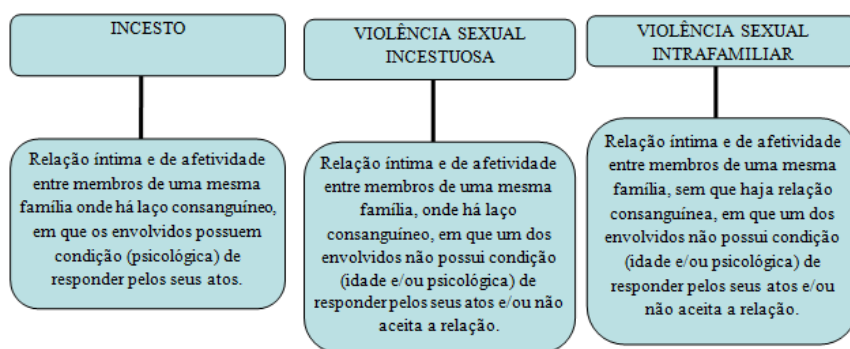 INCESTO
Relação íntima e de afetividade
entre membros de uma mesma
família onde há laço consanguíneo,
em que os envolvidos possuem
condição (psicológica) de
responder pelos seus atos.
VIOLÊNCIA SEXUAL
INCESTUOSA
Relação íntima e de afetividade
entre membros de uma mesma
família, onde há laço
consanguíneo, em que um dos
envolvidos não possui condição
(idade e/ou psicológica) de
responder pelos seus atos e/ou não
aceita a relação.
VIOLÊNCIA SEXUAL
INTRAFAMILIAR
Relação íntima e de afetividade
entre membros de uma mesma
família, sem que haja relação
consanguínea, em que um dos
envolvidos não possui condição
(idade e/ou psicológica) de
responder pelos seus atos e/ou
não aceita a relação.